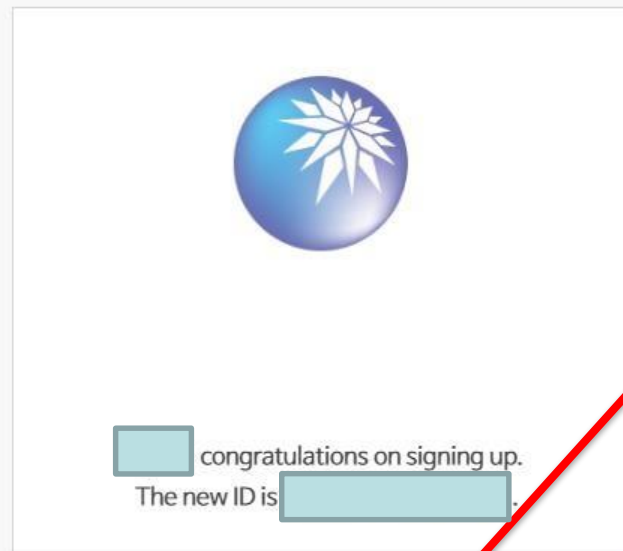 congratulations on signing up.
The new ID is .